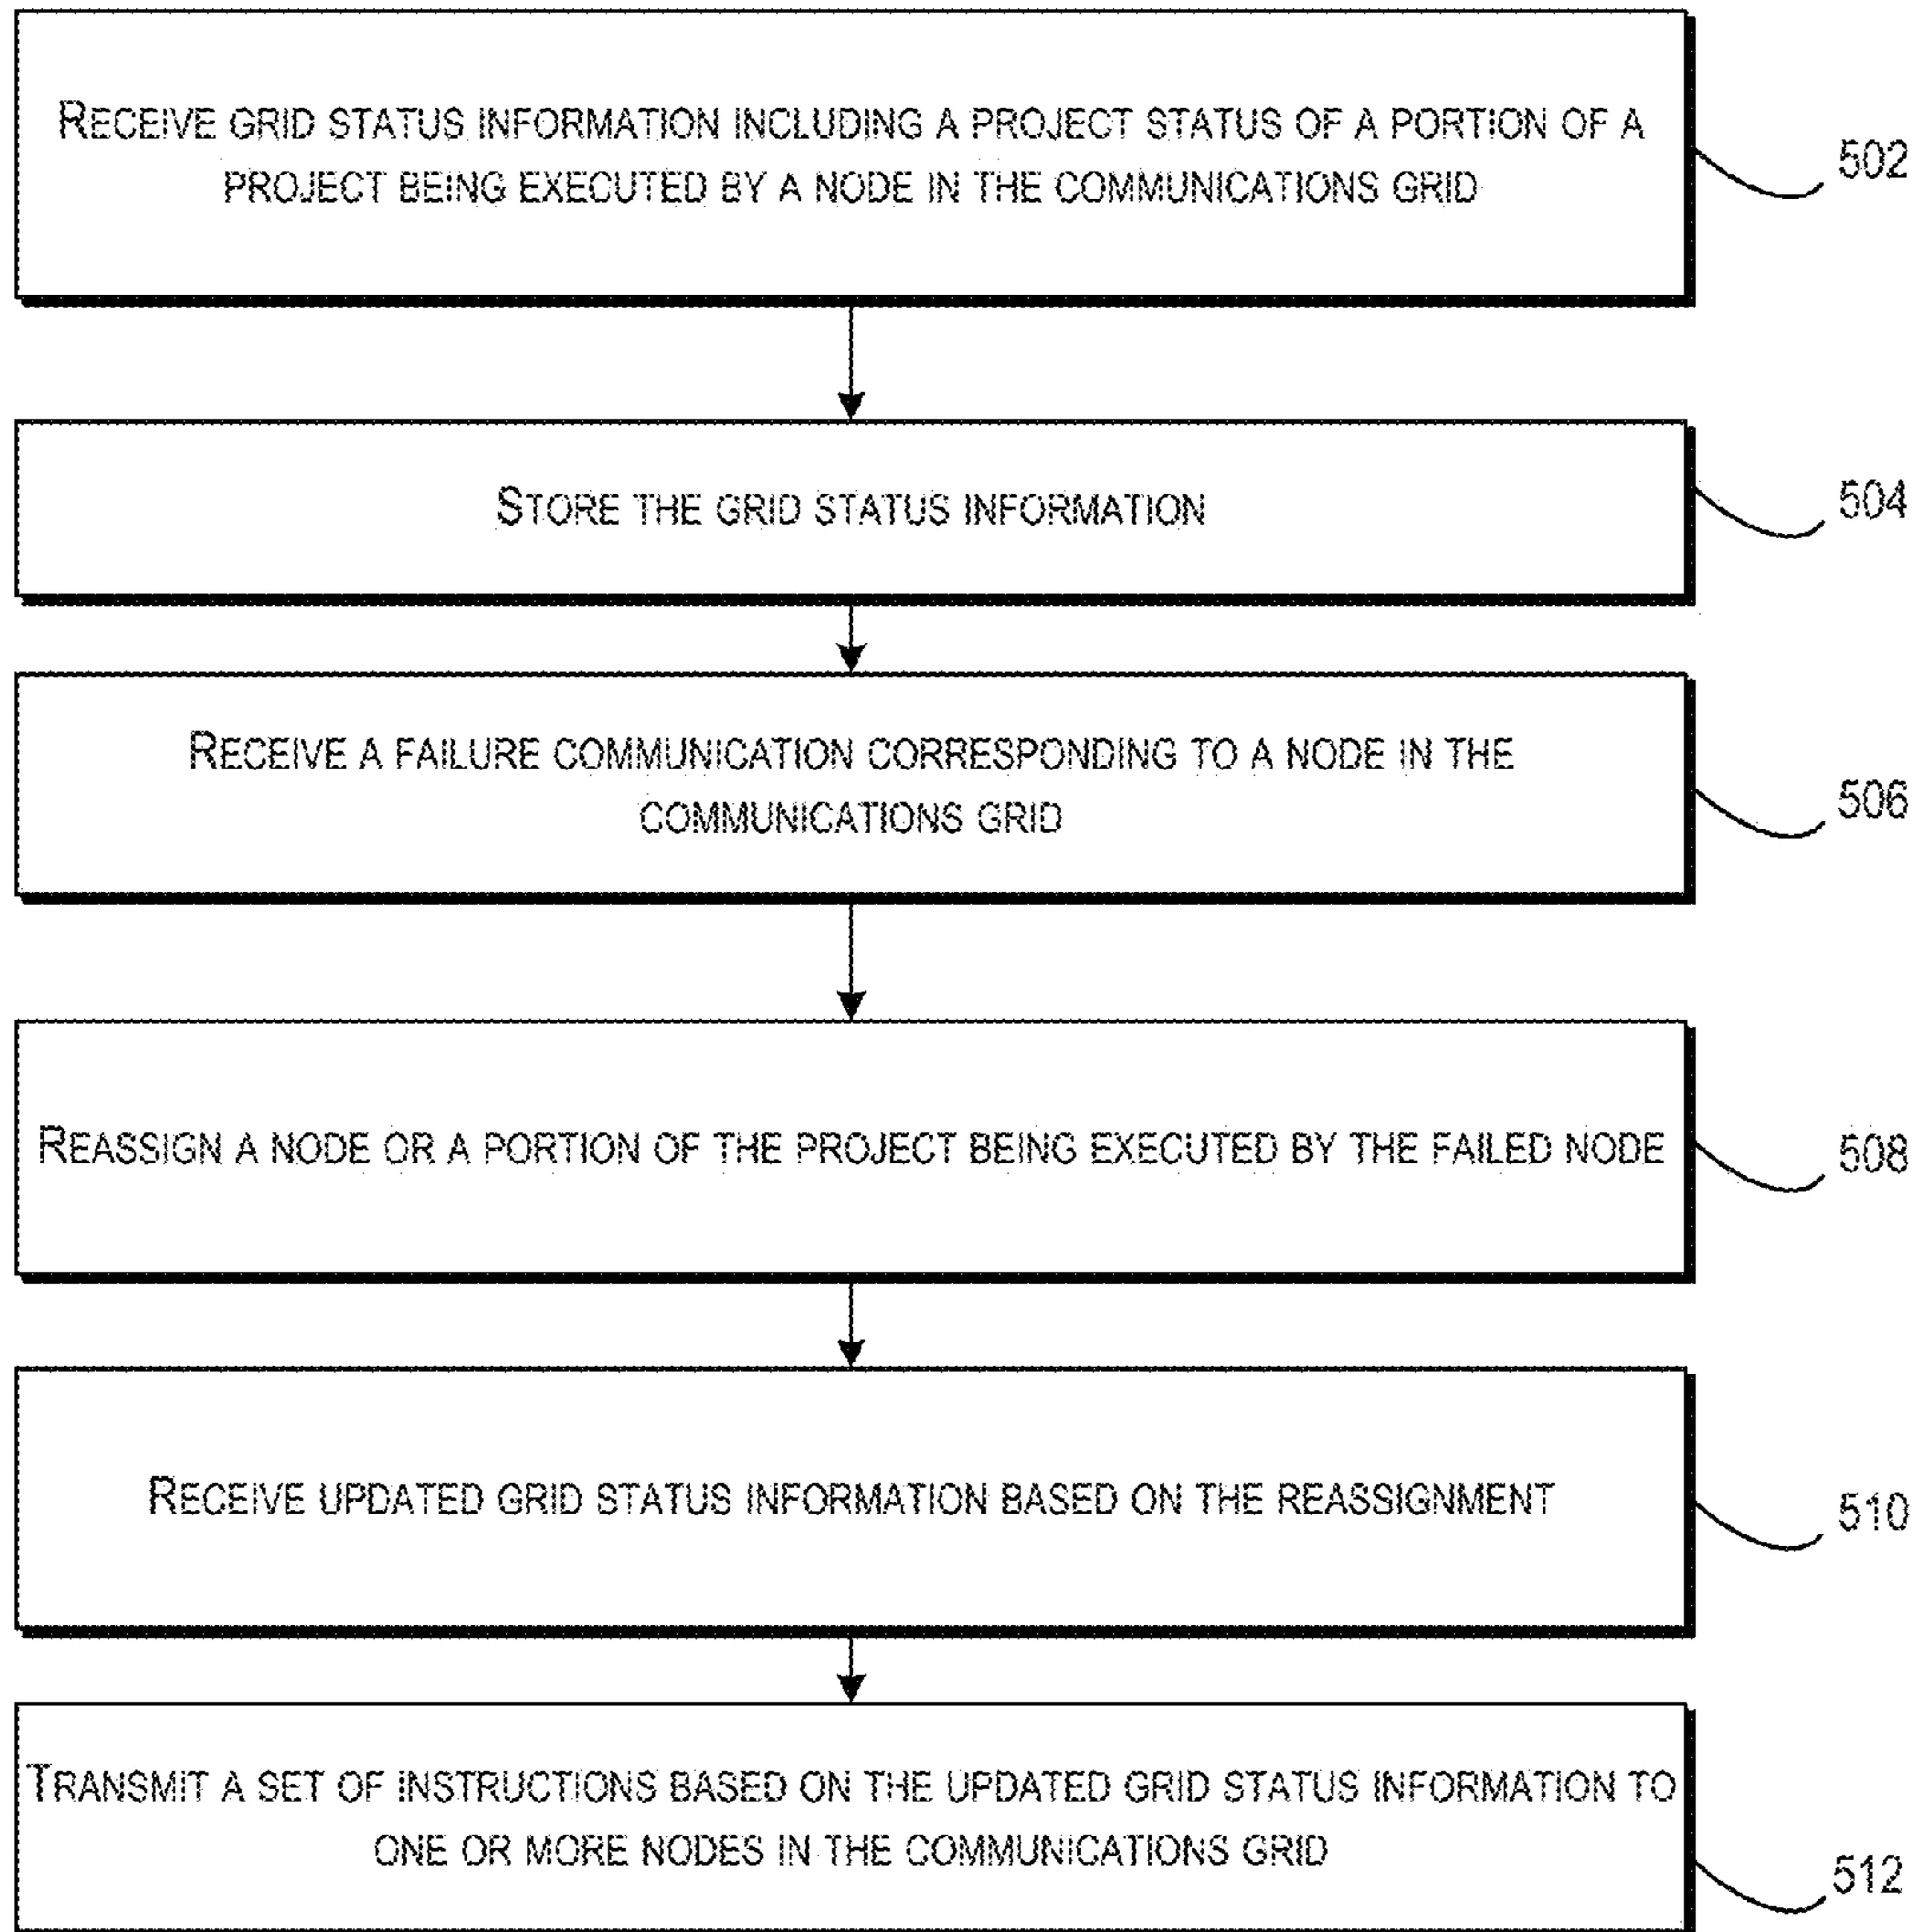 RECEIVE GRID STATUS INFORMATION INCLUDING A PROJECT STATUS OF A PORTION OF A
PROJECT BEING EXECUTED BY A NODE IN THE COMMUNICATIONS GRID
502
STORE THE GRID STATUS INFORMATION
504
RECEIVE A FAILURE COMMUNICATION CORRESPONDING TO A NODE IN THE
COMMUNICATIONS GRID
506
REASSIGN A NODE OR A PORTION OF THE PROJECT BEING EXECUTED BY THE FAILED NODE
508
RECEIVE UPDATED GRID STATUS INFORMATION BASED ON THE REASSIGNMENT
510
TRANSMIT A SET OF INSTRUCTIONS BASED ON THE UPDATED GRID STATUS INFORMATION TO
ONE OR MORE NODES IN THE COMMUNICATIONS GRID
512